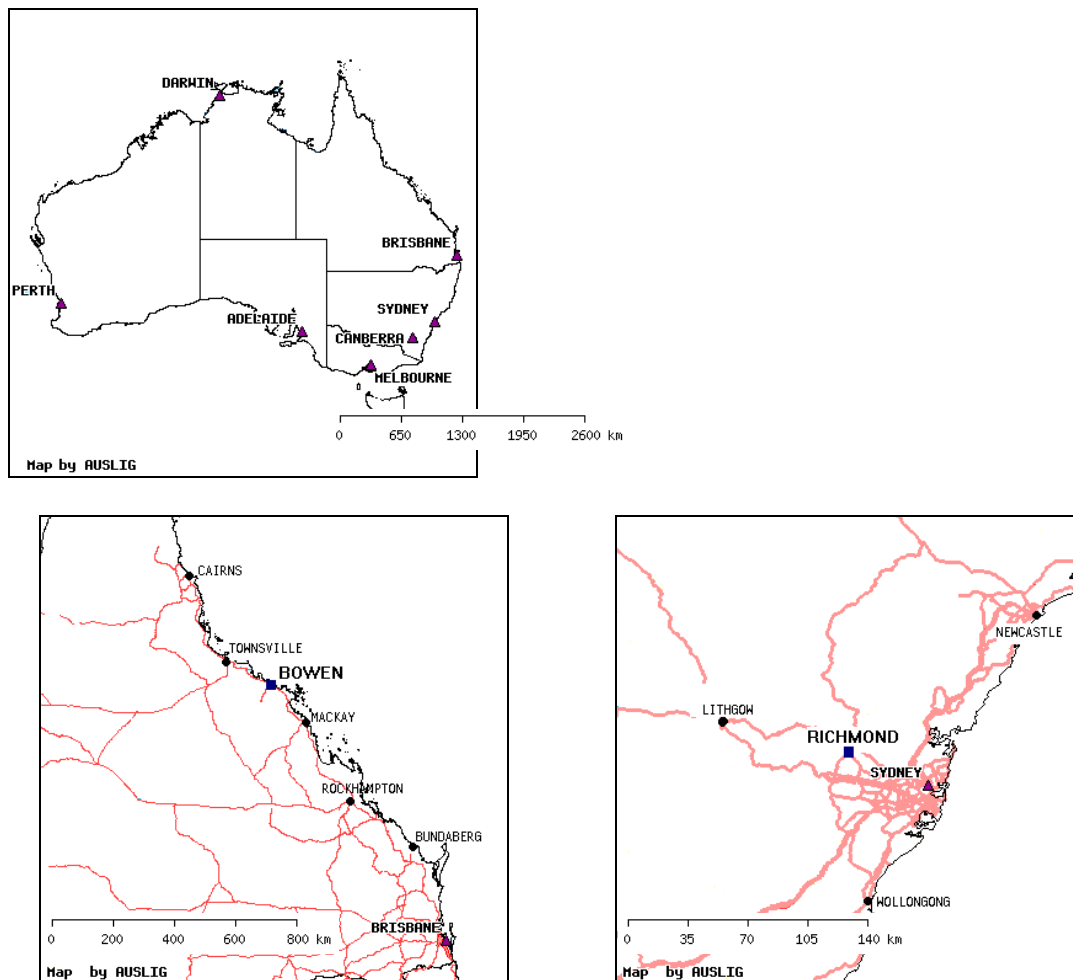 DARWIN
BRISBANE
PERTH
SYDNEY
ADELAIDE
CANBERRA
MELBOURNE
0 650 1300 1950 2600 km
Map by AUSLIG
CAIRNS
TOWNSVILLE
BOWEN
MACKAY
ROCKHAMPTON
BUNDABERG
BRISBANE
0 200 400 600 800 km
Map by AUSLIG
NEWCASTLE
LITHGOW
RICHMOND
SYDNEY
WOLLONGONG
0 35 70 105 140 km
Map by AUSLIG